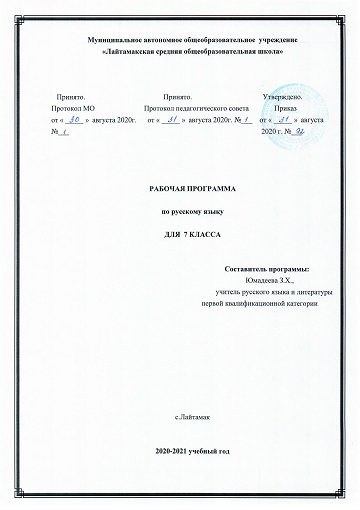 Муниципальное автономное общеобразовательное учреждение
«Лайтамакская средняя общеобразовательная школа»
Принято. Принято. Утверждено.
Протокол МО Протокол педагогического совета Приказ
от « 30 » августа 2020г. от « 31 » августа 2020г. № 1 от « 31 » августа
№ 1 2020 г. № 92
РАБОЧАЯ ПРОГРАММА
по русскому языку
ДЛЯ 7 КЛАССА
Составитель программы:
Юмадеева З.Х.,
учитель русского языка и литературы
первой квалификационной категории
с.Лайтамак
2020-2021 учебный год